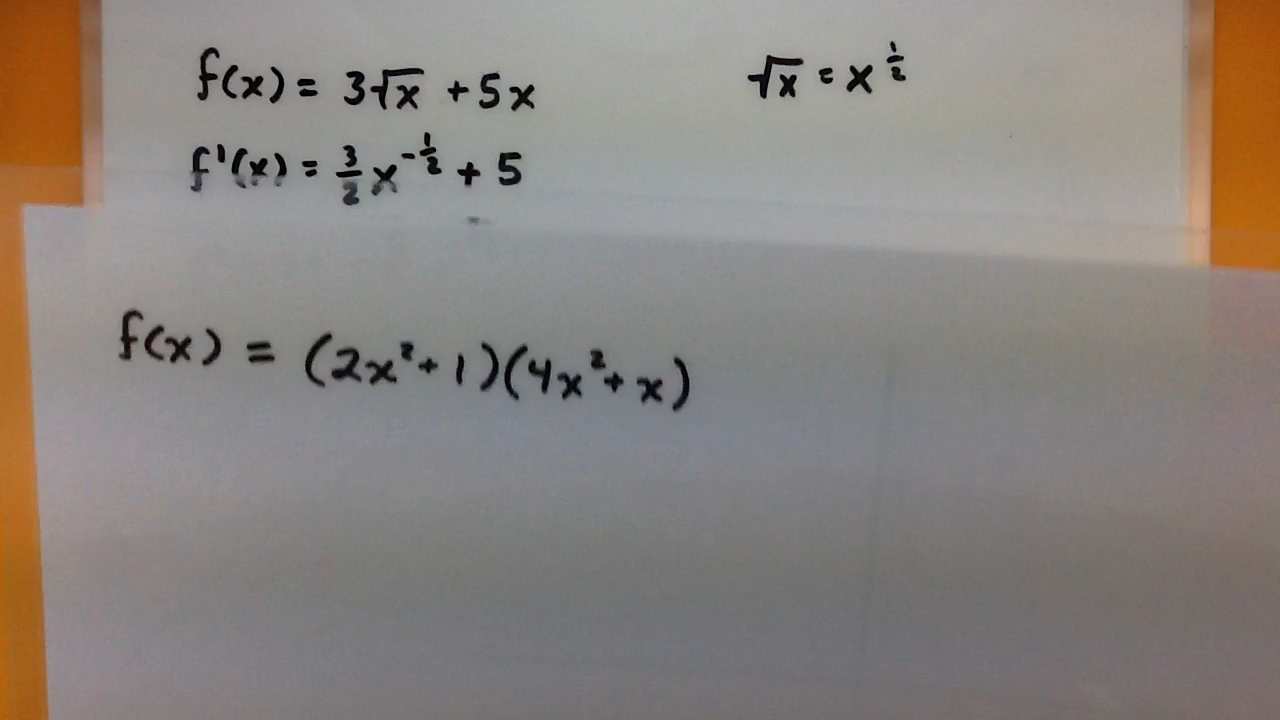 f(x) = 3√x + 5x
√x = x^{1/2}
f'(x) = 3/2 x^{-1/2} + 5
f(x) = (2x² + 1)(4x² + x)